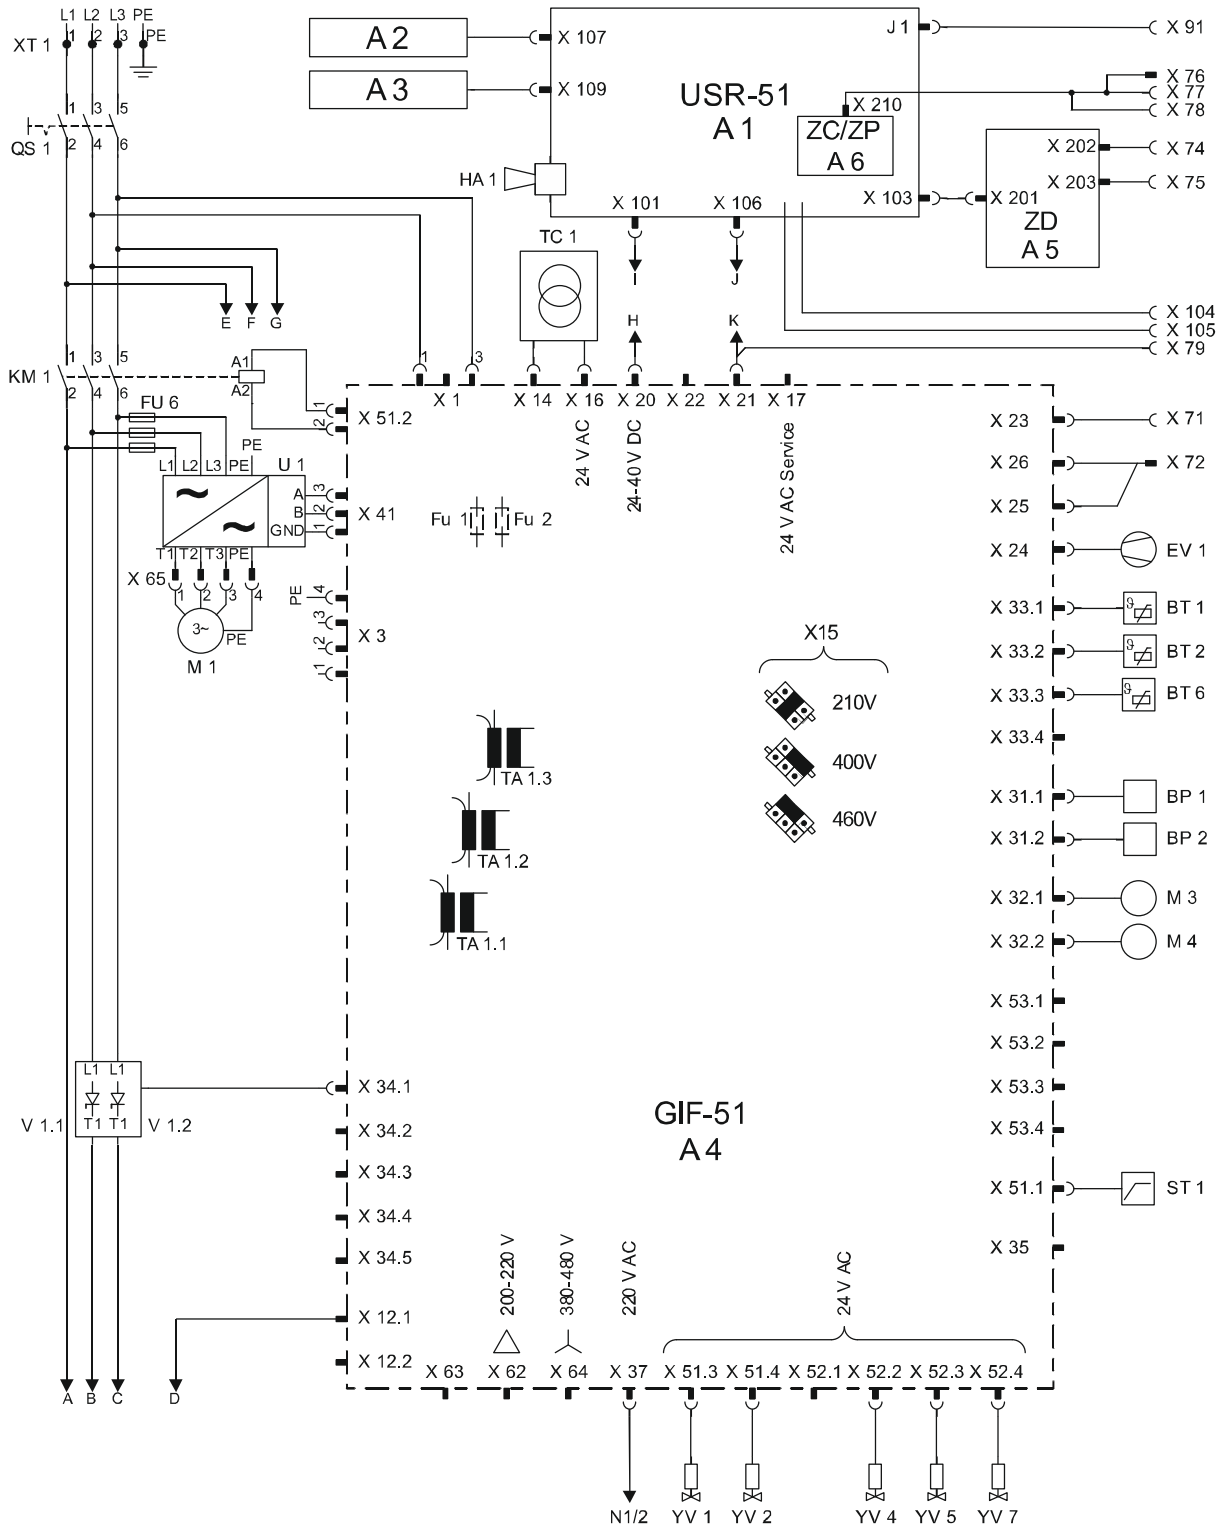 L1 L2 L3 PE
XT 1 1 2 3 PE
A 2
X 107
A 3
X 109
USR-51
A 1
J 1
X 91
X 76
X 77
X 78
X 210
ZC/ZP
A 6
X 202
X 74
X 203
X 75
X 103
X 201
ZD
A 5
HA 1
X 101
X 106
1 3 5
QS 1
2 4 6
TC 1
I
J
H
K
X 104
X 105
X 79
E F G
1 3 5
KM 1
2 4 6
A1
A2
FU 6
1
2
X 51.2
1
3
X 1
X 14
X 16
X 20
X 22
X 21
X 17
24 V AC
24-40 V DC
24 V AC Service
X 23
X 71
X 26
X 72
X 25
X 24
EV 1
PE
L1 L2 L3 PE
U 1
A 3
B 2
GND 1
X 41
Fu 1
Fu 2
T1 T2 T3 PE
X 65
1 2 3 4
3~
PE
M 1
PE 4
3
2
1
X 3
X 33.1
BT 1
X 33.2
BT 2
X 33.3
BT 6
X 33.4
ϑ
ϑ
ϑ
X15
210V
400V
460V
TA 1.3
TA 1.2
TA 1.1
X 31.1
BP 1
X 31.2
BP 2
X 32.1
M 3
X 32.2
M 4
X 53.1
X 53.2
X 53.3
X 53.4
X 51.1
ST 1
X 35
L1 L1
T1 T1
V 1.1
V 1.2
X 34.1
X 34.2
X 34.3
X 34.4
X 34.5
X 12.1
X 12.2
GIF-51
A 4
200-220 V
380-480 V
220 V AC
24 V AC
X 63
X 62
X 64
X 37
X 51.3
X 51.4
X 52.1
X 52.2
X 52.3
X 52.4
A B C D
N1/2
YV 1
YV 2
YV 4
YV 5
YV 7